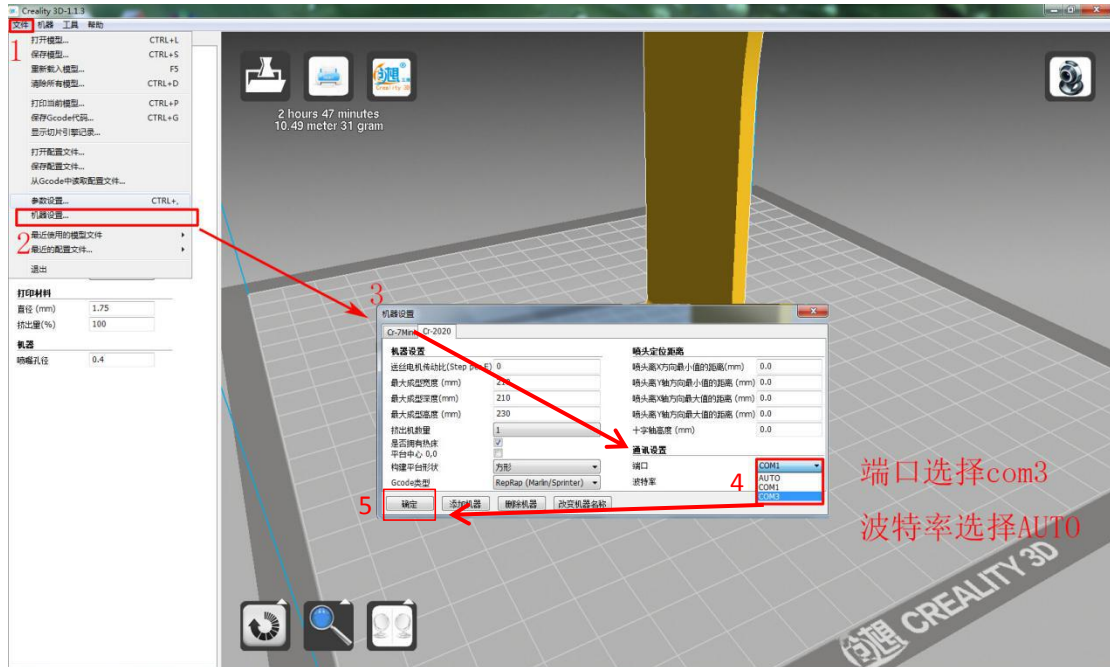 Creality 3D-1.1.3
文件 机器 工具 帮助
1
打开模型... CTRL+L
保存模型... CTRL+S
重新载入模型... F5
清除所有模型... CTRL+D
打印当前模型... CTRL+P
保存Gcode代码... CTRL+G
显示切片引擎记录...
打开配置文件...
保存配置文件...
从Gcode中读取配置文件...
参数设置... CTRL+,
机器设置...
2
最近使用的模型文件
最近的配置文件...
退出
打印材料
直径 (mm) 1.75
挤出量(%) 100
机器
喷嘴孔径 0.4
创想
Creality 3D
2 hours 47 minutes
10.49 meter 31 gram
3
机器设置
Cr-7Mini Cr-2020
机器设置
送丝电机传动比(Step per E) 0
最大成型宽度 (mm) 210
最大成型深度(mm) 210
最大成型高度 (mm) 230
挤出机数量 1
是否拥有热床
平台中心 0,0
构建平台形状 方形
Gcode类型 RepRap (Marlin/Sprinter)
喷头定位距离
喷头离X方向最小值的距离(mm) 0.0
喷头离Y轴方向最小值的距离 (mm) 0.0
喷头离X轴方向最大值的距离 (mm) 0.0
喷头离Y轴方向最大值的距离 (mm) 0.0
十字轴高度 (mm) 0.0
通讯设置
端口 COM1
波特率
4
AUTO
COM1
COM3
5
确定 添加机器 删除机器 改变机器名称
端口选择com3
波特率选择AUTO
创想 CREALITY 3D